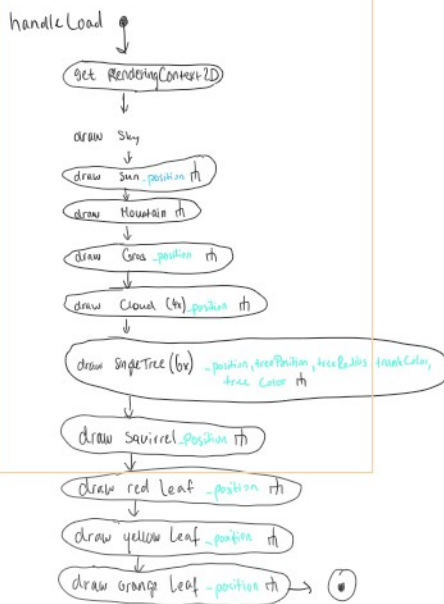 handleLoad
get RenderingContext2D
draw Sky
draw Sun _position
draw Mountain
draw Gras _position
draw Cloud (4x) _position
draw SingleTree (6x) _position, treePosition, treeRadius trunkColor,
tree Color
draw Squirrel _Position
draw red Leaf _position
draw yellow Leaf _position
draw orange Leaf _position